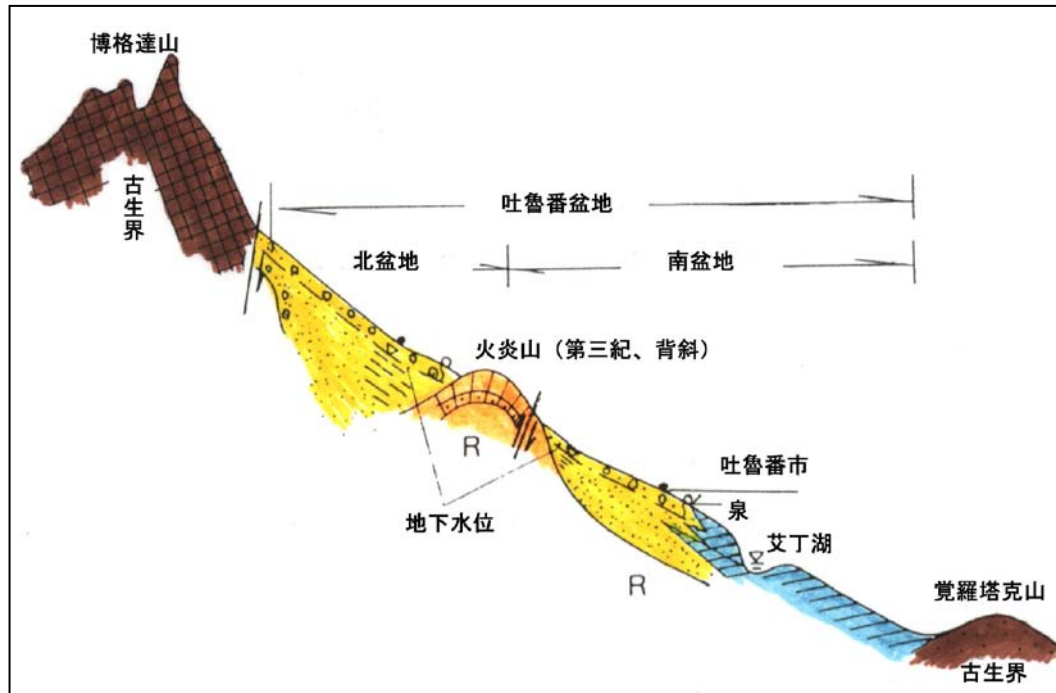 博格達山
古生界
吐魯番盆地
北盆地
南盆地
火炎山（第三紀、背斜）
R
地下水位
吐魯番市
泉
艾丁湖
R
覚羅塔克山
古生界